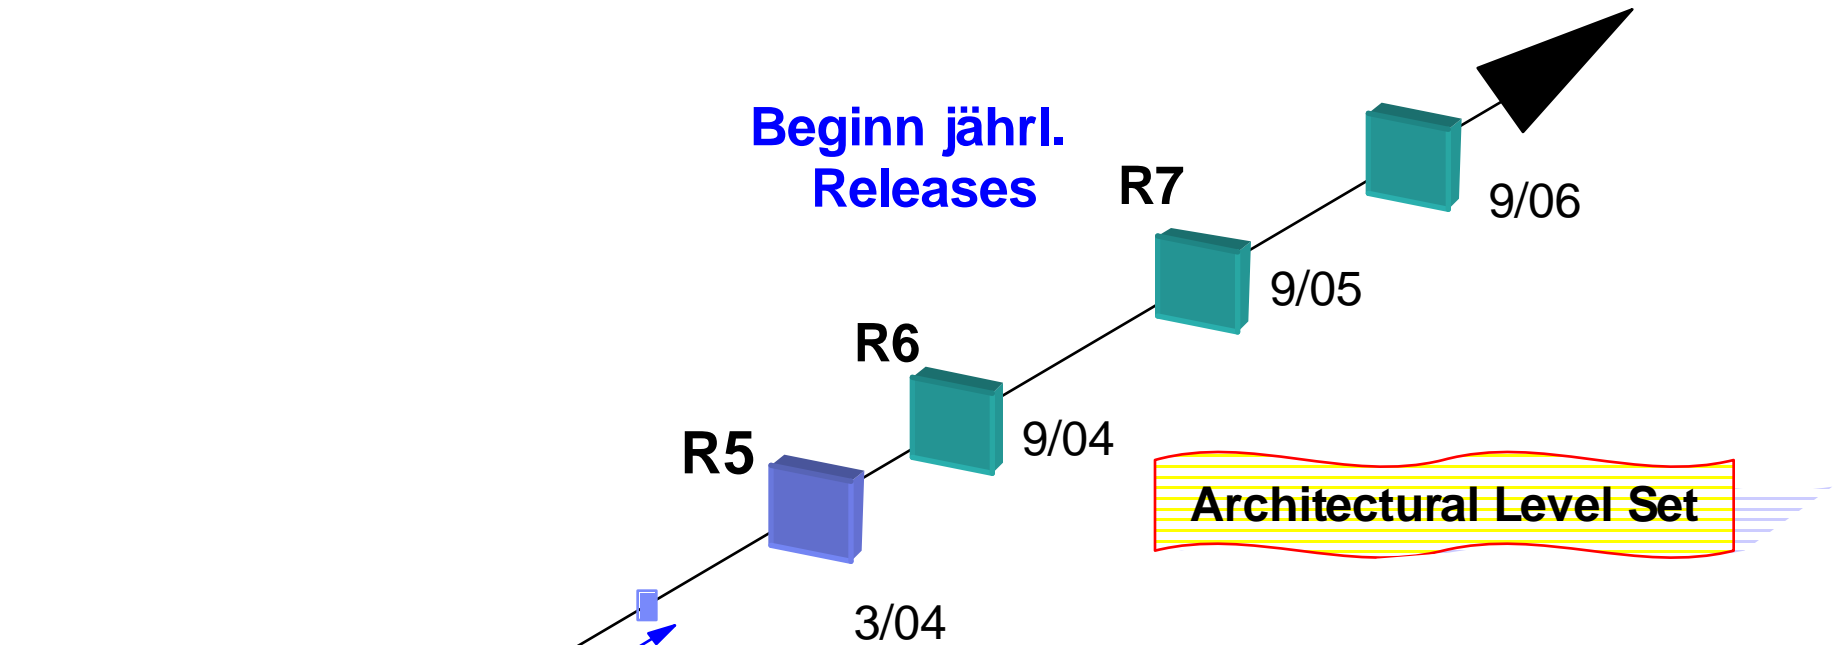 Beginn jährl.
Releases
R7
9/06
9/05
R6
9/04
R5
Architectural Level Set
3/04